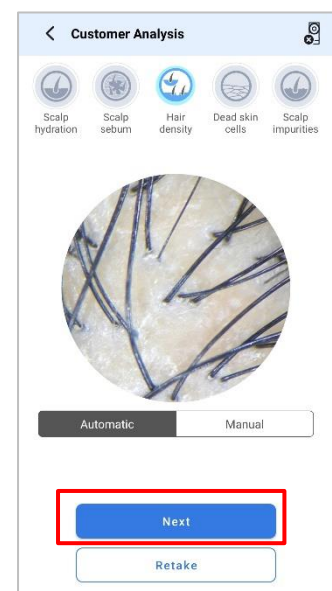 Customer Analysis
Scalp
hydration
Scalp
sebum
Hair
density
Dead skin
cells
Scalp
impurities
Automatic
Manual
Next
Retake